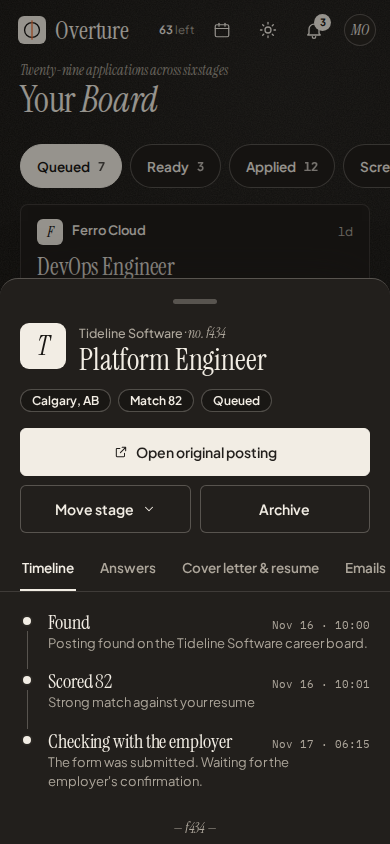 Overture
63 left
3
MO
Twenty-nine applications across six stages
Your Board
Queued 7
Ready 3
Applied 12
Scre
F
Ferro Cloud
1d
DevOps Engineer
T
Tideline Software · no. f434
Platform Engineer
Calgary, AB
Match 82
Queued
Open original posting
Move stage
Archive
Timeline
Answers
Cover letter & resume
Emails
Found
Nov 16 · 10:00
Posting found on the Tideline Software career board.
Scored 82
Nov 16 · 10:01
Strong match against your resume
Checking with the employer
Nov 17 · 06:15
The form was submitted. Waiting for the
employer's confirmation.
— f434 —